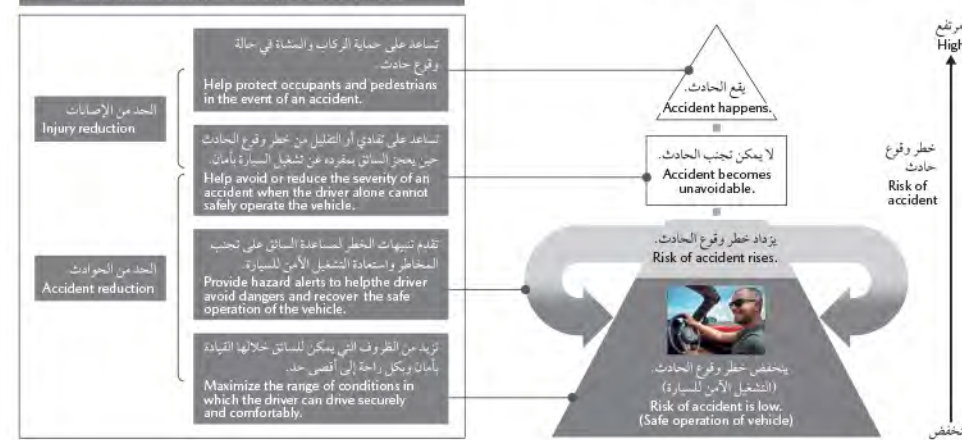 الحد من الإصابات
Injury reduction
الحد من الحوادث
Accident reduction
تساعد على حماية الركاب والمشاة في حالة
وقوع حادث.
Help protect occupants and pedestrians
in the event of an accident.
تساعد على تفادي أو التقليل من خطر وقوع الحادث
حين يعجز السائق بمفرده عن تشغيل السيارة بأمان.
Help avoid or reduce the severity of an
accident when the driver alone cannot
safely operate the vehicle.
تقدم تنبيهات الخطر لمساعدة السائق على تجنب
المخاطر واستعادة التشغيل الآمن للسيارة.
Provide hazard alerts to helpthe driver
avoid dangers and recover the safe
operation of the vehicle.
تزيد من الظروف التي يمكن للسائق خلالها القيادة
بأمان وبكل راحة إلى أقصى حد.
Maximize the range of conditions in
which the driver can drive securely
and comfortably.
يقع الحادث.
Accident happens.
لا يمكن تجنب الحادث.
Accident becomes
unavoidable.
يزداد خطر وقوع الحادث.
Risk of accident rises.
ينخفض خطر وقوع الحادث.
(التشغيل الآمن للسيارة)
Risk of accident is low.
(Safe operation of vehicle)
مرتفع
High
خطر وقوع
حادث
Risk of
accident